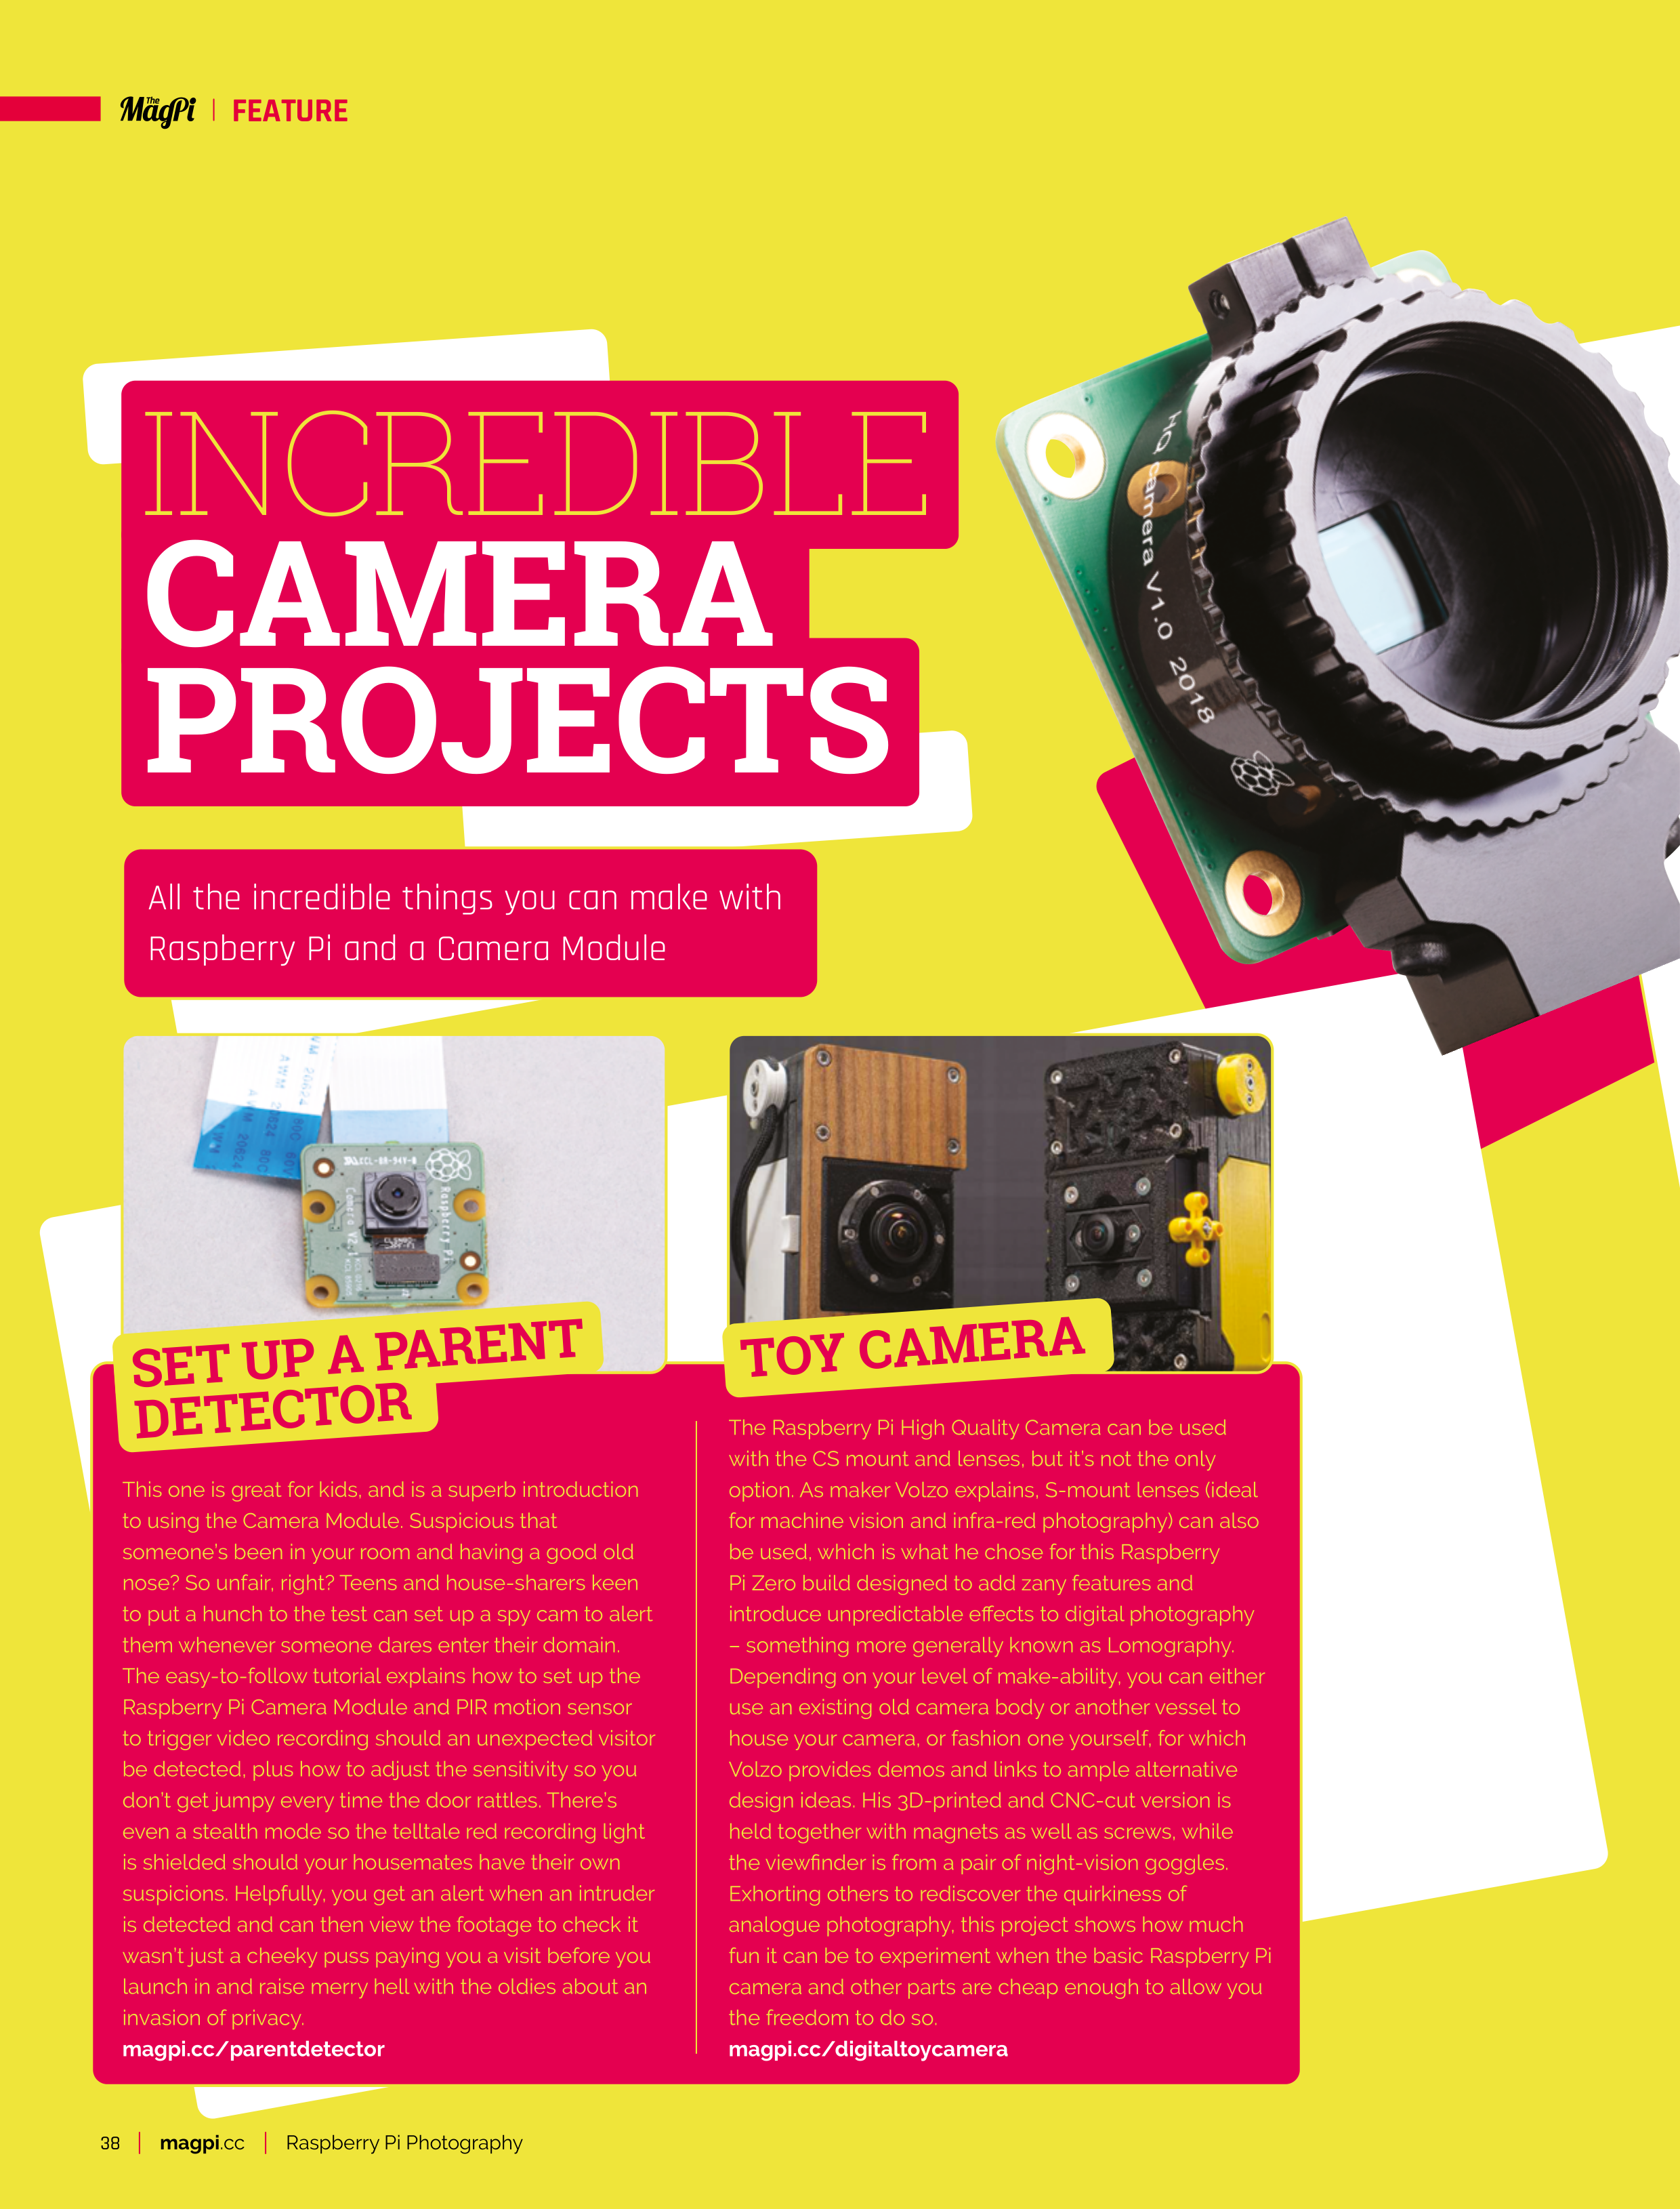 The MagPi | FEATURE
INCREDIBLE
CAMERA
PROJECTS
All the incredible things you can make with
Raspberry Pi and a Camera Module
HQ camera V1.0 2018
AWM 20624 80C 60V
Raspberry Pi
Camera V2.1
SET UP A PARENT
DETECTOR
This one is great for kids, and is a superb introduction
to using the Camera Module. Suspicious that
someone's been in your room and having a good old
nose? So unfair, right? Teens and house-sharers keen
to put a hunch to the test can set up a spy cam to alert
them whenever someone dares enter their domain.
The easy-to-follow tutorial explains how to set up the
Raspberry Pi Camera Module and PIR motion sensor
to trigger video recording should an unexpected visitor
be detected, plus how to adjust the sensitivity so you
don't get jumpy every time the door rattles. There's
even a stealth mode so the telltale red recording light
is shielded should your housemates have their own
suspicions. Helpfully, you get an alert when an intruder
is detected and can then view the footage to check it
wasn't just a cheeky puss paying you a visit before you
launch in and raise merry hell with the oldies about an
invasion of privacy.
magpi.cc/parentdetector
TOY CAMERA
The Raspberry Pi High Quality Camera can be used
with the CS mount and lenses, but it's not the only
option. As maker Volzo explains, S-mount lenses (ideal
for machine vision and infra-red photography) can also
be used, which is what he chose for this Raspberry
Pi Zero build designed to add zany features and
introduce unpredictable effects to digital photography
– something more generally known as Lomography.
Depending on your level of make-ability, you can either
use an existing old camera body or another vessel to
house your camera, or fashion one yourself, for which
Volzo provides demos and links to ample alternative
design ideas. His 3D-printed and CNC-cut version is
held together with magnets as well as screws, while
the viewfinder is from a pair of night-vision goggles.
Exhorting others to rediscover the quirkiness of
analogue photography, this project shows how much
fun it can be to experiment when the basic Raspberry Pi
camera and other parts are cheap enough to allow you
the freedom to do so.
magpi.cc/digitaltoycamera
38 | magpi.cc | Raspberry Pi Photography